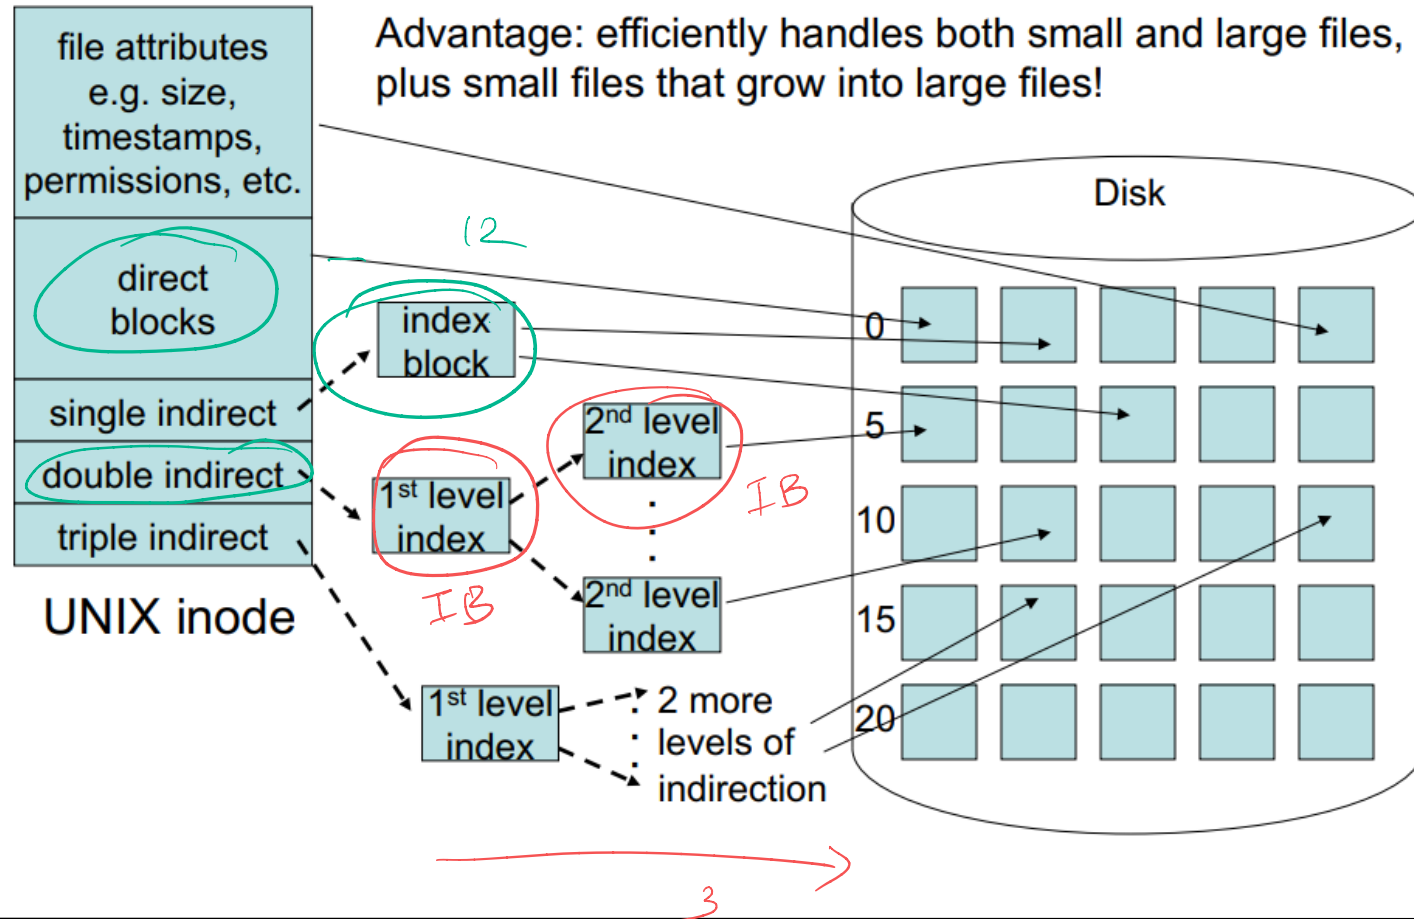 Advantage: efficiently handles both small and large files,
plus small files that grow into large files!
file attributes
e.g. size,
timestamps,
permissions, etc.
direct
blocks
single indirect
double indirect
triple indirect
UNIX inode
12
index
block
1st level
index
IB
2nd level
index
IB
2nd level
index
1st level
index
2 more
levels of
indirection
3
Disk
0
5
10
15
20